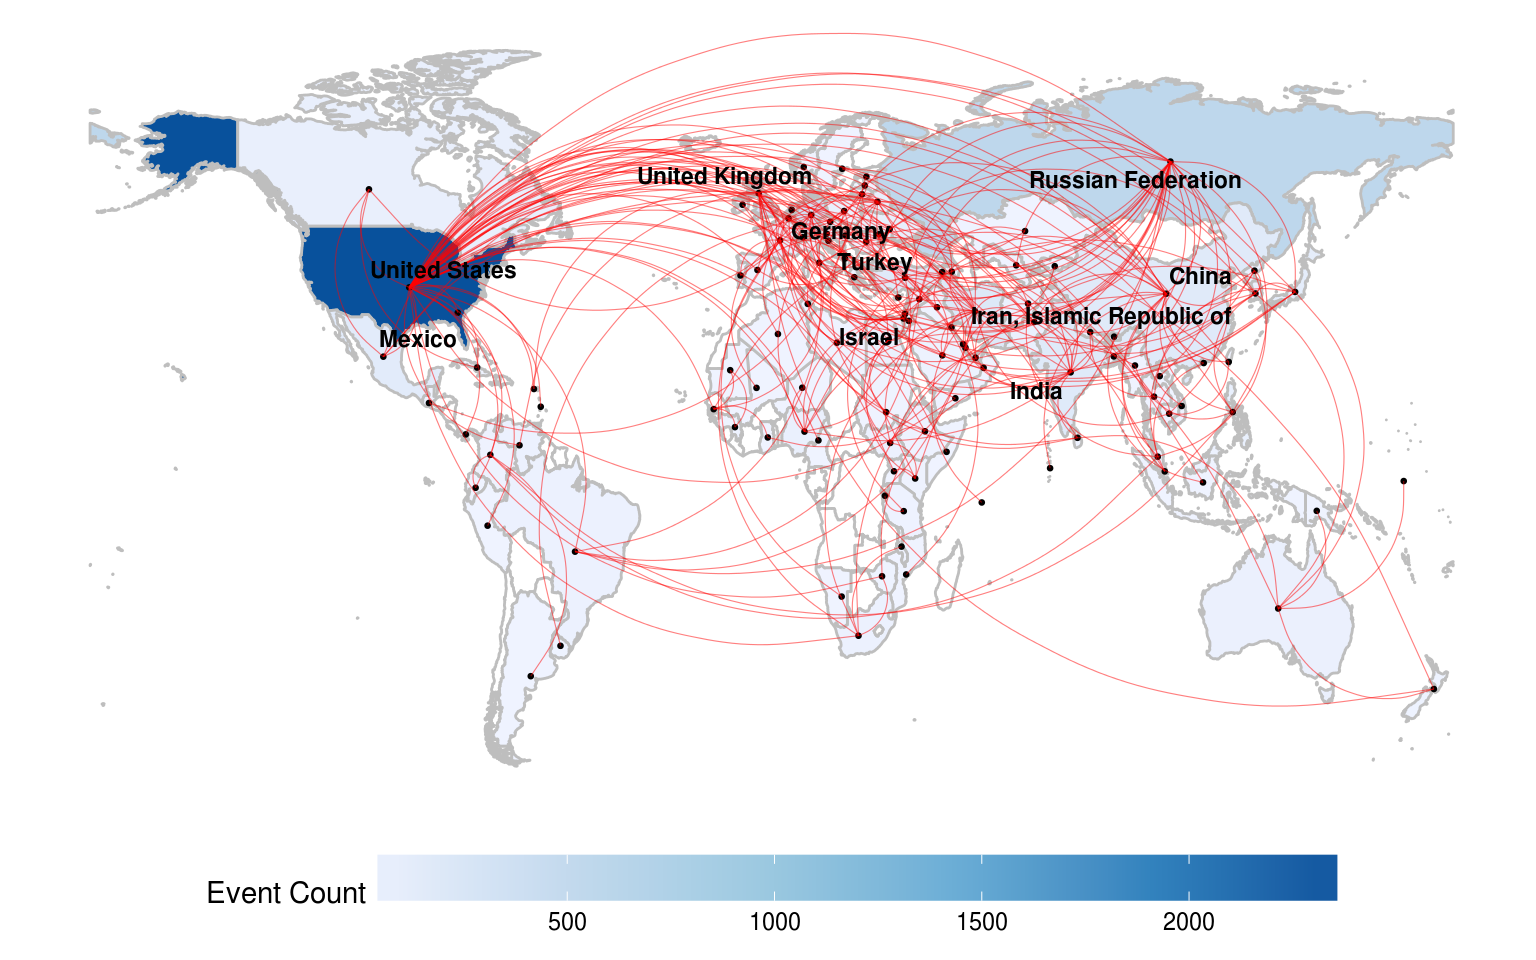 United Kingdom
Russian Federation
Germany
Turkey
United States
China
Iran, Islamic Republic of
Mexico
Israel
India
Event Count
500
1000
1500
2000